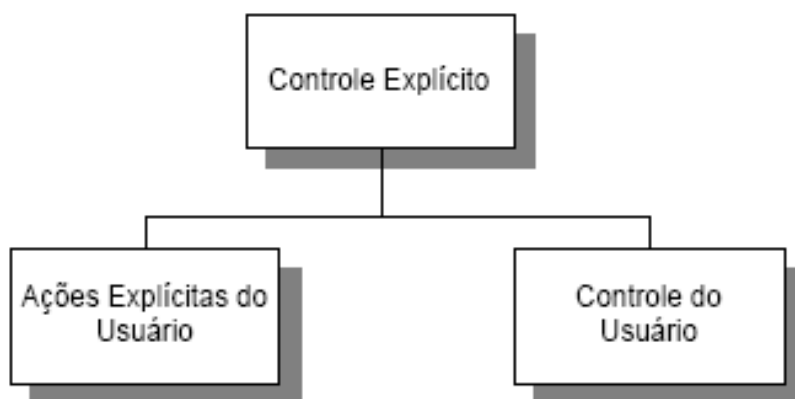 Controle Explícito
Ações Explícitas do
Usuário
Controle do
Usuário